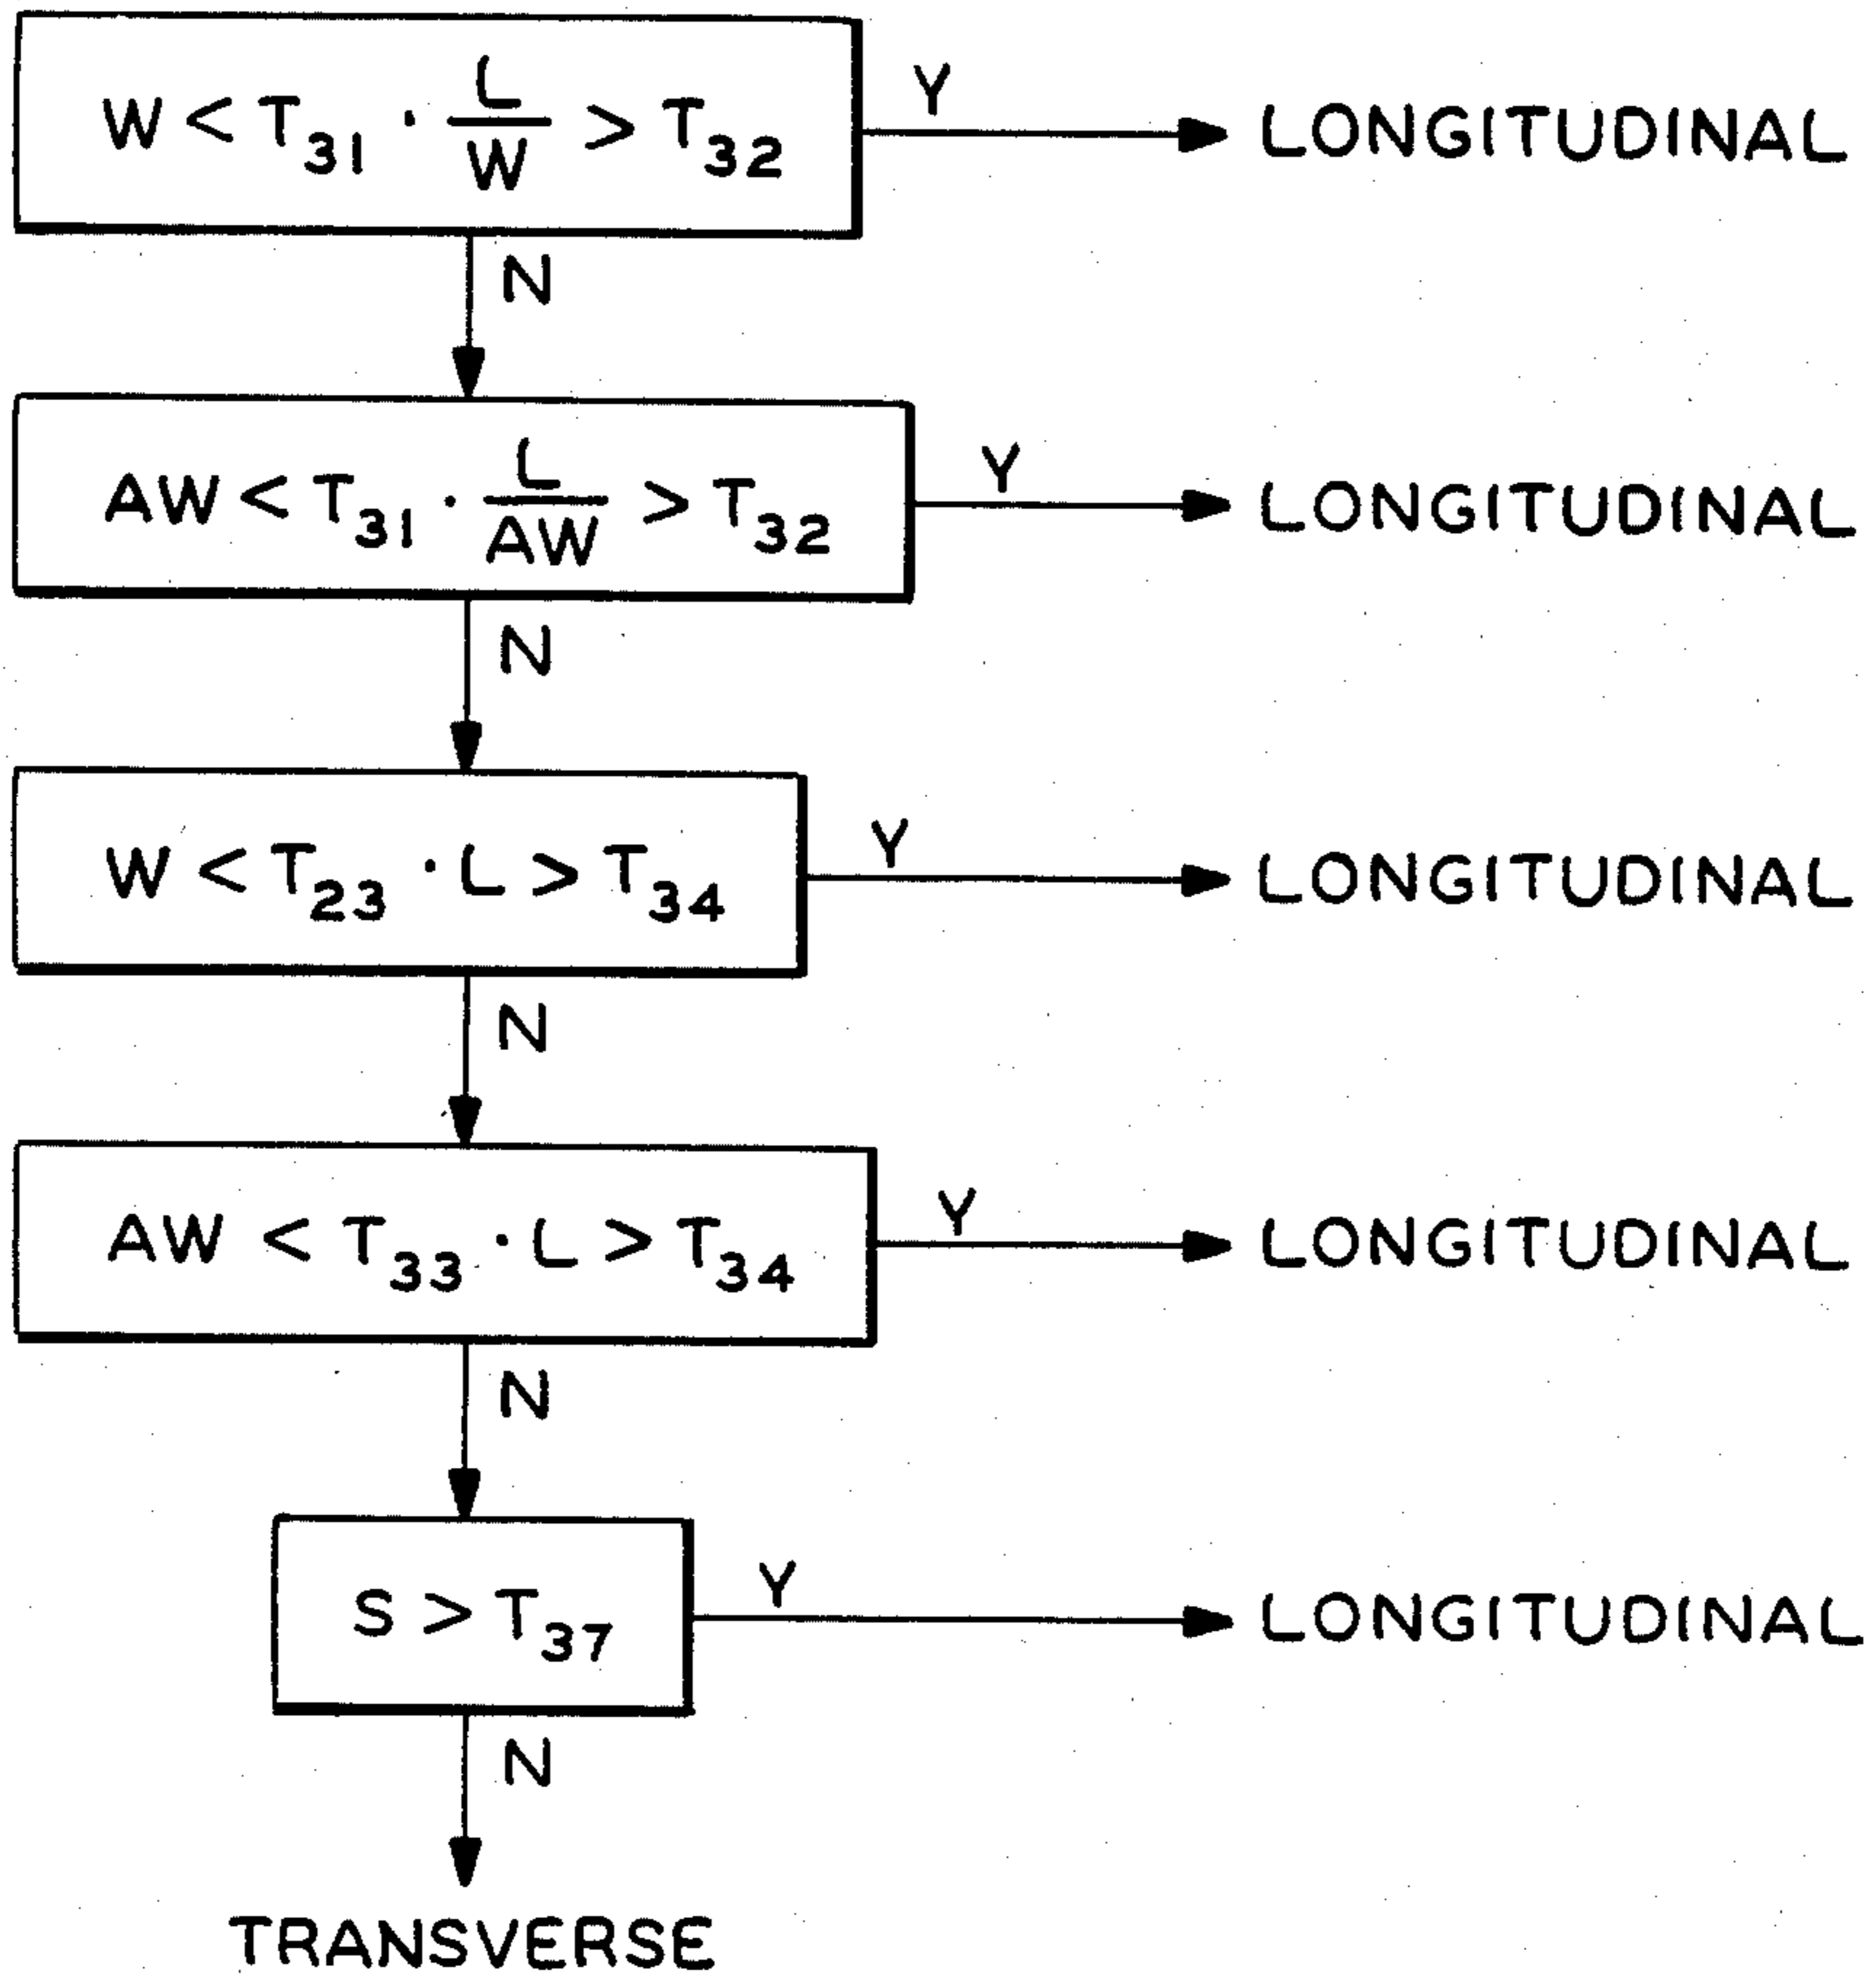 W < T31 · L/W > T32
Y
LONGITUDINAL
N
AW < T31 · L/AW > T32
Y
LONGITUDINAL
N
W < T23 · L > T34
Y
LONGITUDINAL
N
AW < T33 · L > T34
Y
LONGITUDINAL
N
S > T37
Y
LONGITUDINAL
N
TRANSVERSE